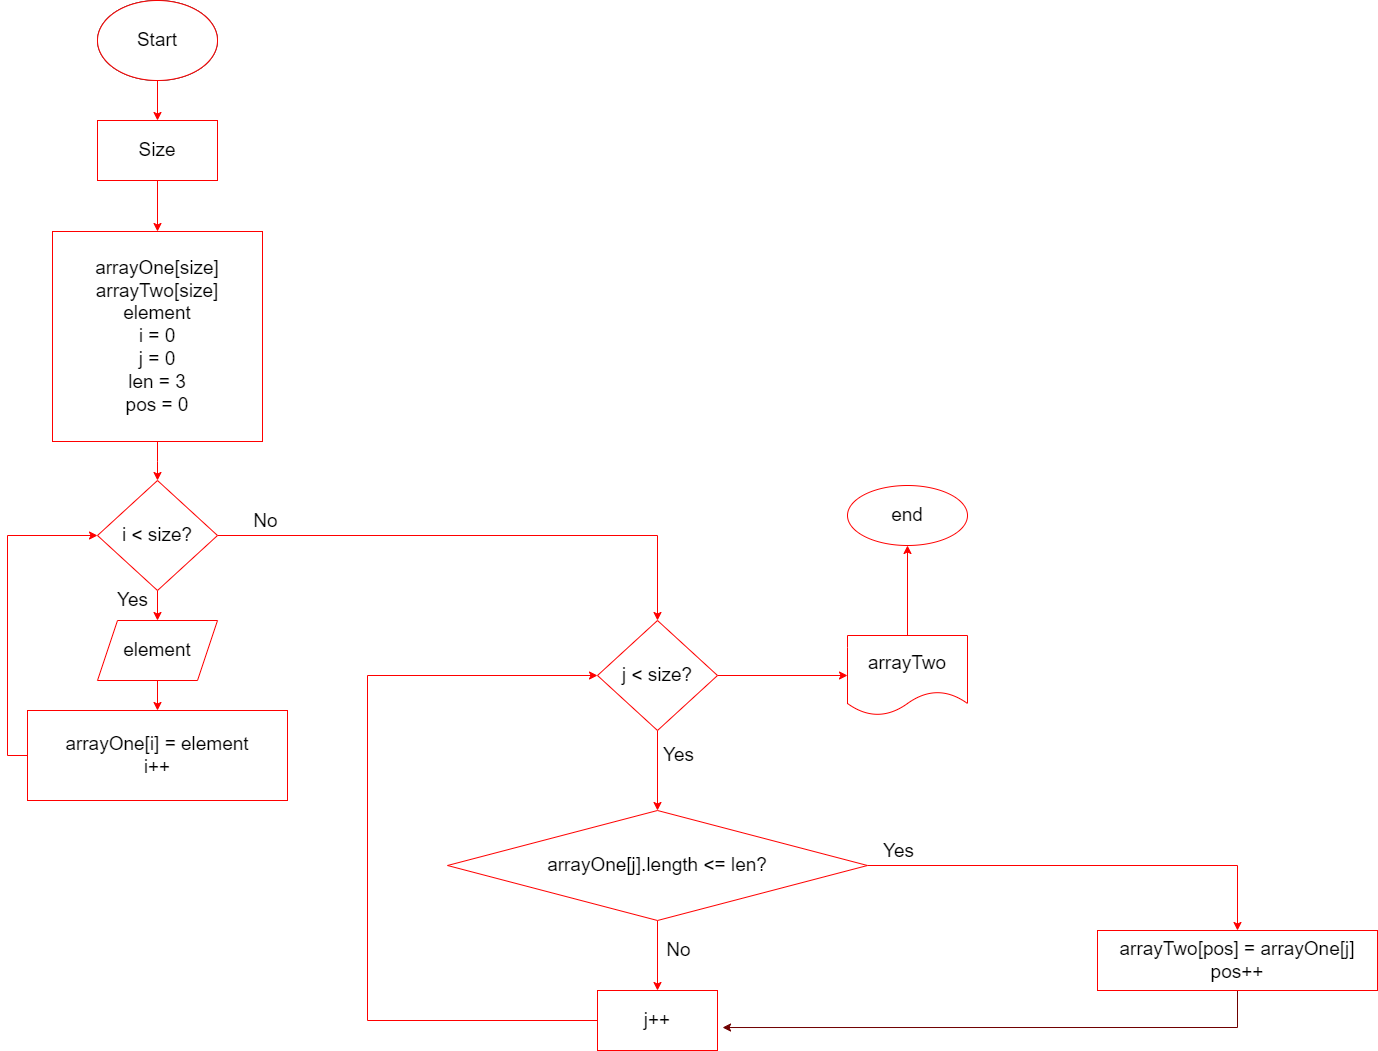 Start
Size
arrayOne[size]
arrayTwo[size]
element
i = 0
j = 0
len = 3
pos = 0
i < size?
No
Yes
element
arrayOne[i] = element
i++
j < size?
arrayTwo
end
Yes
arrayOne[j].length <= len?
Yes
No
arrayTwo[pos] = arrayOne[j]
pos++
j++